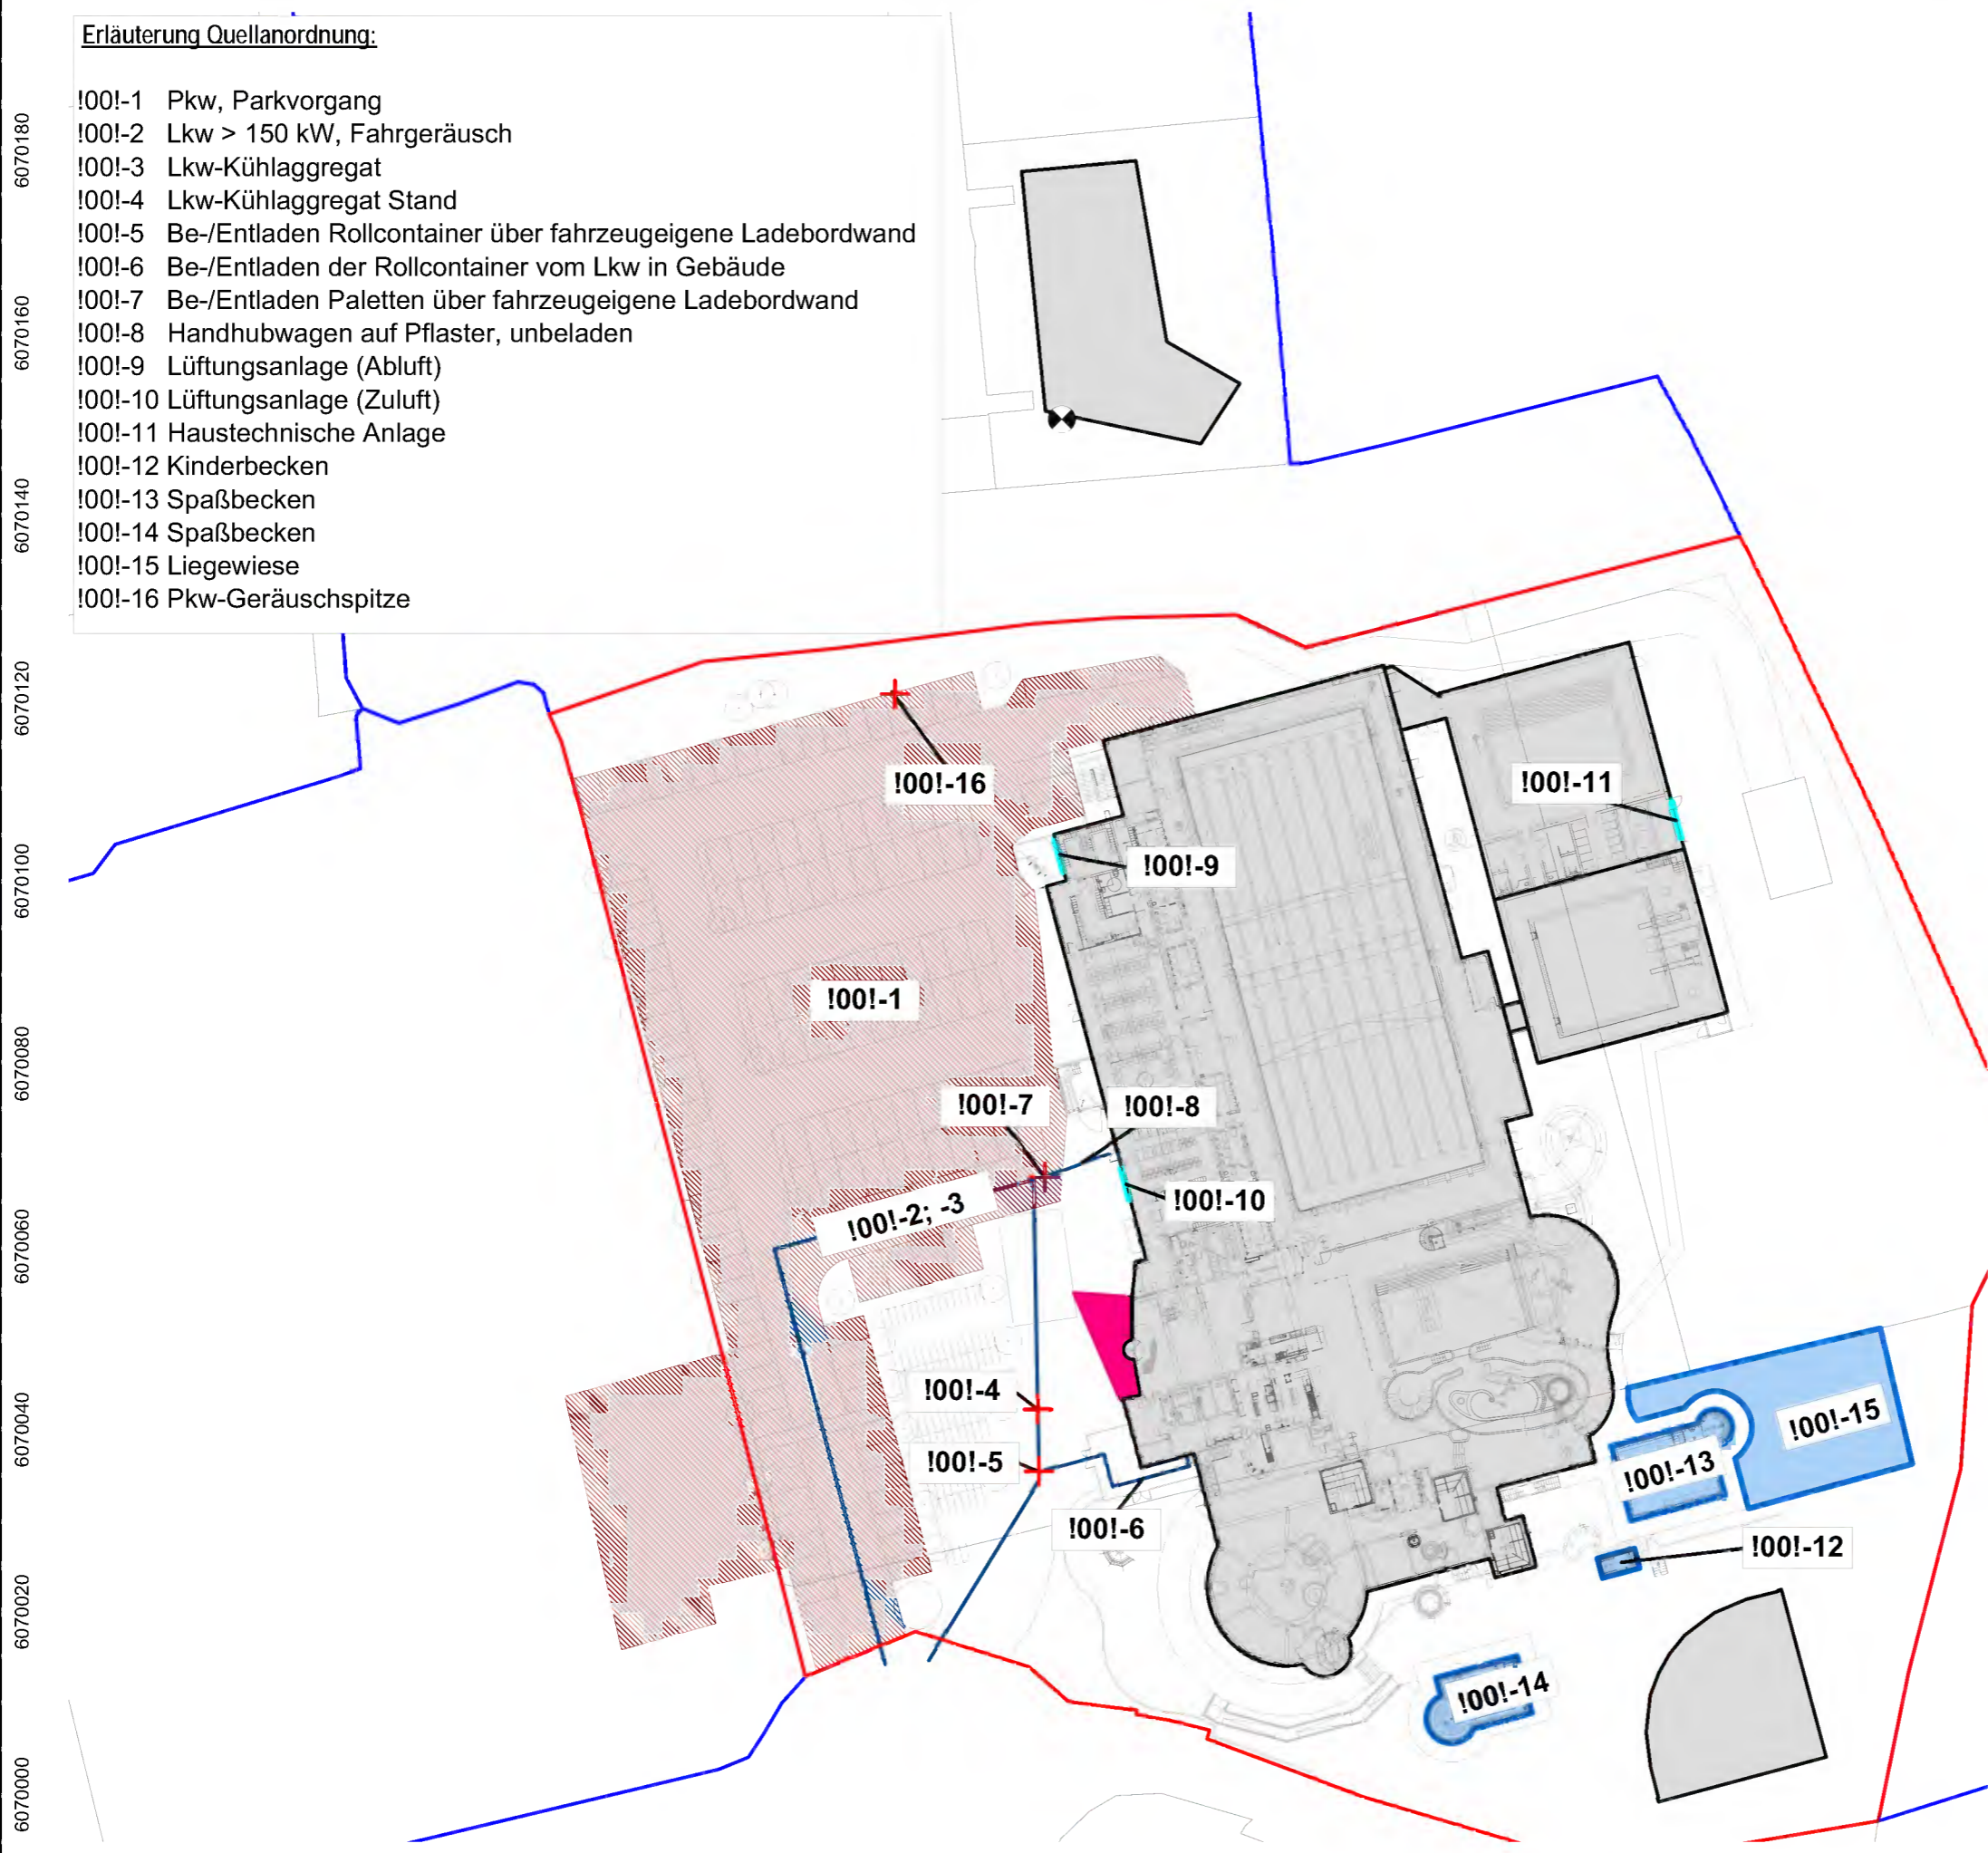 Erläuterung Quellanordnung:
!00!-1 Pkw, Parkvorgang
!00!-2 Lkw > 150 kW, Fahrgeräusch
!00!-3 Lkw-Kühlaggregat
!00!-4 Lkw-Kühlaggregat Stand
!00!-5 Be-/Entladen Rollcontainer über fahrzeugeigene Ladebordwand
!00!-6 Be-/Entladen der Rollcontainer vom Lkw in Gebäude
!00!-7 Be-/Entladen Paletten über fahrzeugeigene Ladebordwand
!00!-8 Handhubwagen auf Pflaster, unbeladen
!00!-9 Lüftungsanlage (Abluft)
!00!-10 Lüftungsanlage (Zuluft)
!00!-11 Haustechnische Anlage
!00!-12 Kinderbecken
!00!-13 Spaßbecken
!00!-14 Spaßbecken
!00!-15 Liegewiese
!00!-16 Pkw-Geräuschspitze
6070180
6070160
6070140
6070120
6070100
6070080
6070060
6070040
6070020
6070000
!00!-16
!00!-11
!00!-9
!00!-1
!00!-7
!00!-8
!00!-10
!00!-2; -3
!00!-4
!00!-15
!00!-5
!00!-13
!00!-6
!00!-12
!00!-14